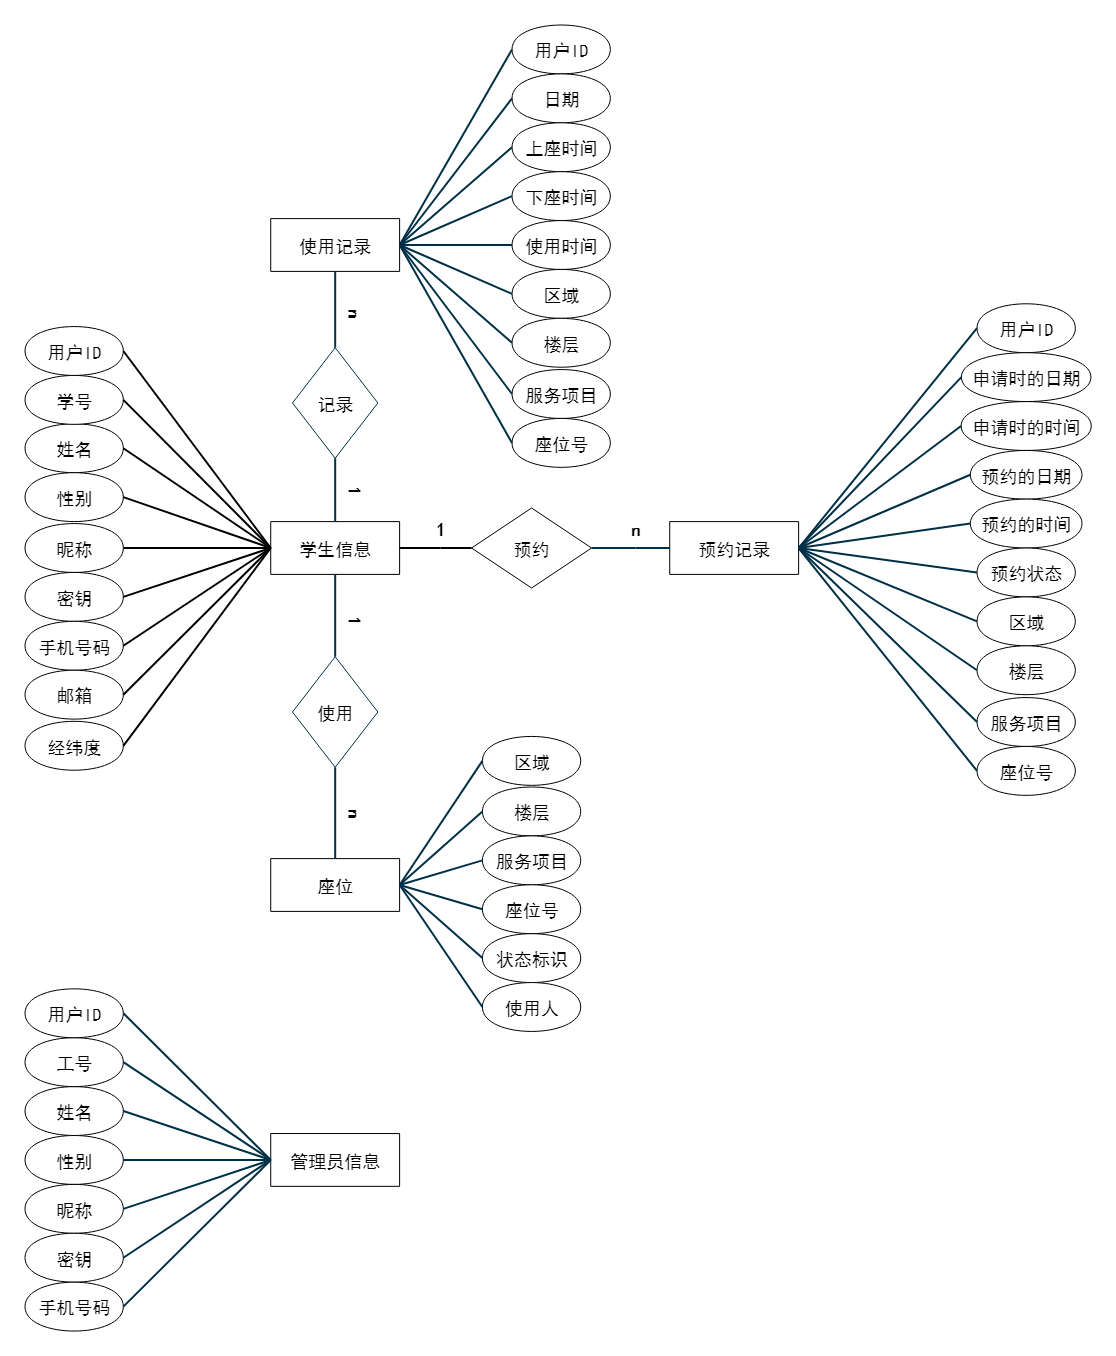 用户ID
日期
上座时间
下座时间
使用时间
区域
楼层
服务项目
座位号
使用记录
n
记录
1
用户ID
学号
姓名
性别
昵称
密钥
手机号码
邮箱
经纬度
学生信息
1
预约
n
预约记录
用户ID
申请时的日期
申请时的时间
预约的日期
预约的时间
预约状态
区域
楼层
服务项目
座位号
1
使用
n
座位
区域
楼层
服务项目
座位号
状态标识
使用人
用户ID
工号
姓名
性别
昵称
密钥
手机号码
管理员信息